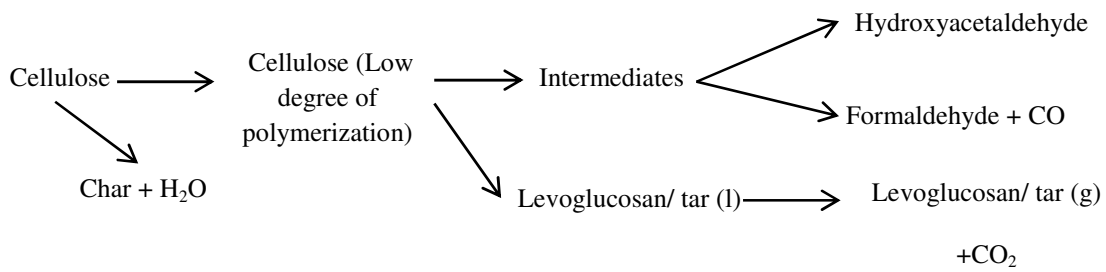 Hydroxyacetaldehyde
Cellulose
Cellulose (Low
degree of
polymerization)
Intermediates
Formaldehyde + CO
Char + H₂O
Levoglucosan/ tar (l)
Levoglucosan/ tar (g)
+CO₂